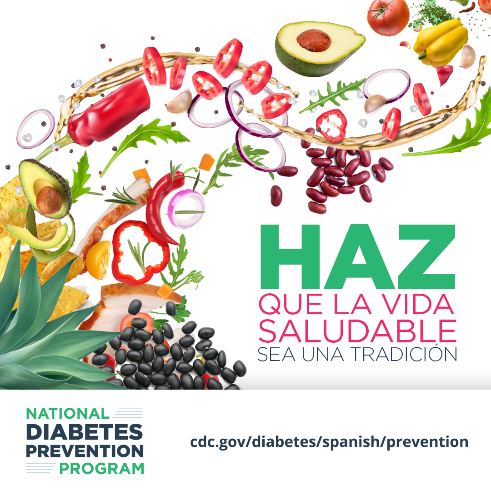 HAZ
QUE LA VIDA
SALUDABLE
SEA UNA TRADICIÓN
NATIONAL
DIABETES
PREVENTION
PROGRAM
cdc.gov/diabetes/spanish/prevention